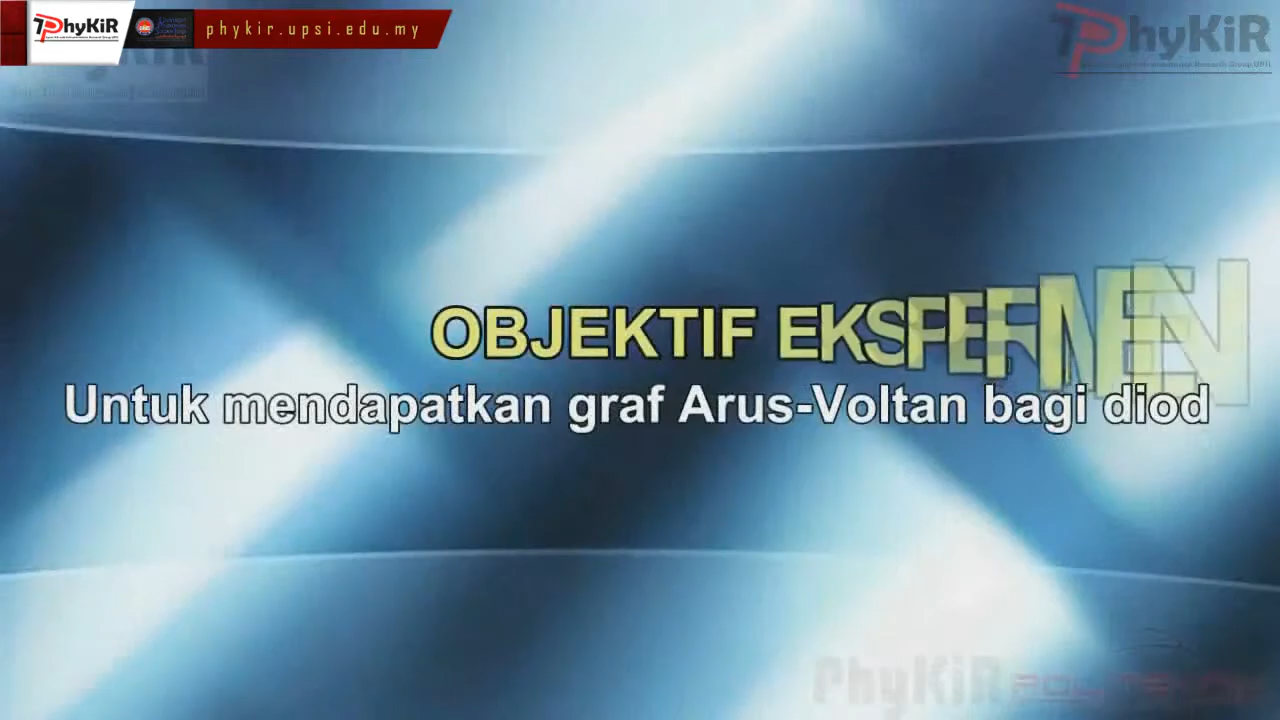 PhyKiR
phykir.upsi.edu.my
PhyKiR
OBJEKTIF EKSPERIMEN
Untuk mendapatkan graf Arus-Voltan bagi diod
PhyKiR